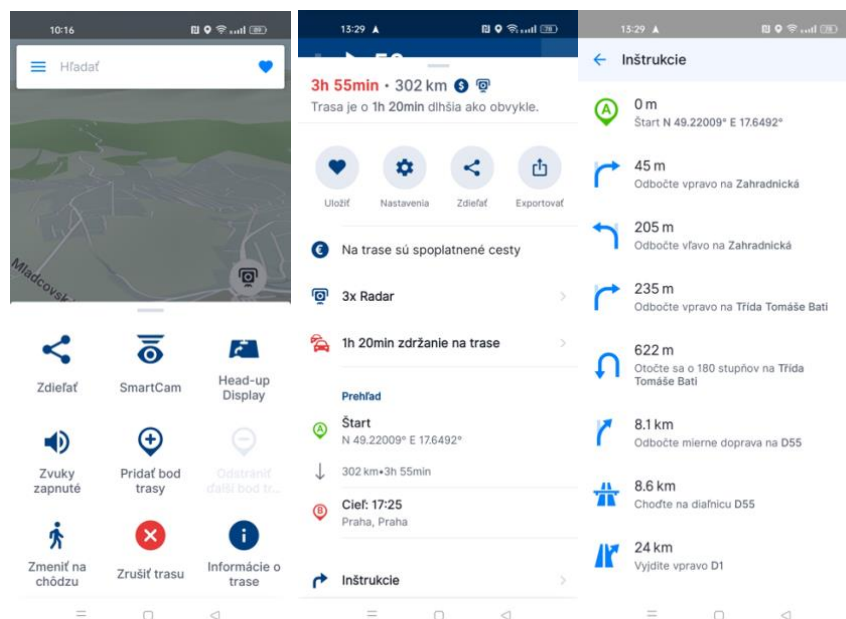 10:16
Hľadať
Mladcovsk
Zdieľať
SmartCam
Head-up
Display
Zvuky
zapnuté
Pridať bod
trasy
Odstrániť
ďalší bod tr...
Zmeniť na
chôdzu
Zrušiť trasu
Informácie o
trase
13:29
3h 55min • 302 km
Trasa je o 1h 20min dlhšia ako obvykle.
Uložiť
Nastavenia
Zdieľať
Exportovať
Na trase sú spoplatnené cesty
3x Radar
1h 20min zdržanie na trase
Prehľad
A
Štart
N 49.22009° E 17.6492°
302 km•3h 55min
B
Cieľ: 17:25
Praha, Praha
Inštrukcie
13:29
Inštrukcie
A
0 m
Štart N 49.22009° E 17.6492°
45 m
Odbočte vpravo na Zahradnická
205 m
Odbočte vľavo na Zahradnická
235 m
Odbočte vpravo na Třída Tomáše Bati
622 m
Otočte sa o 180 stupňov na Třída
Tomáše Bati
8.1 km
Odbočte mierne doprava na D55
8.6 km
Choďte na diaľnicu D55
24 km
Vyjdite vpravo D1